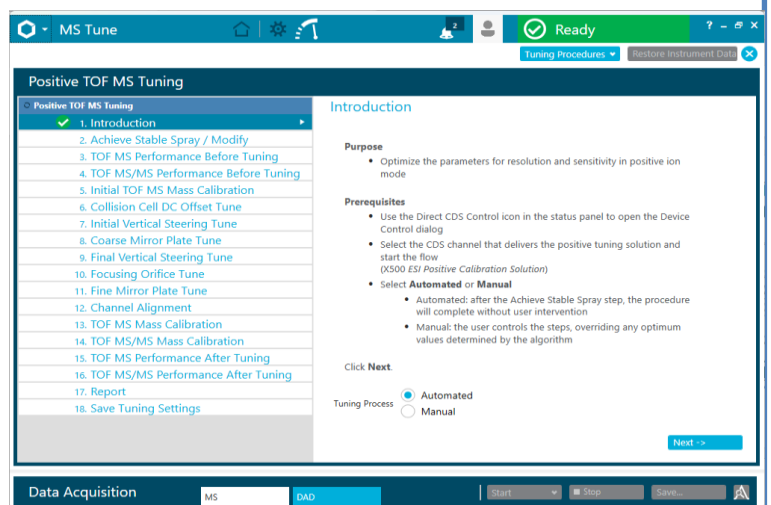 MS Tune
2
Ready
? – x
Tuning Procedures
Restore Instrument Data
Positive TOF MS Tuning
Positive TOF MS Tuning
1. Introduction
2. Achieve Stable Spray / Modify
3. TOF MS Performance Before Tuning
4. TOF MS/MS Performance Before Tuning
5. Initial TOF MS Mass Calibration
6. Collision Cell DC Offset Tune
7. Initial Vertical Steering Tune
8. Coarse Mirror Plate Tune
9. Final Vertical Steering Tune
10. Focusing Orifice Tune
11. Fine Mirror Plate Tune
12. Channel Alignment
13. TOF MS Mass Calibration
14. TOF MS/MS Mass Calibration
15. TOF MS Performance After Tuning
16. TOF MS/MS Performance After Tuning
17. Report
18. Save Tuning Settings
Introduction
Purpose
• Optimize the parameters for resolution and sensitivity in positive ion
mode
Prerequisites
• Use the Direct CDS Control icon in the status panel to open the Device
Control dialog
• Select the CDS channel that delivers the positive tuning solution and
start the flow
(X500 ESI Positive Calibration Solution)
• Select Automated or Manual
• Automated: after the Achieve Stable Spray step, the procedure
will complete without user intervention
• Manual: the user controls the steps, overriding any optimum
values determined by the algorithm
Click Next.
Tuning Process
Automated
Manual
Next ->
Data Acquisition
MS
DAD
Start
Stop
Save...